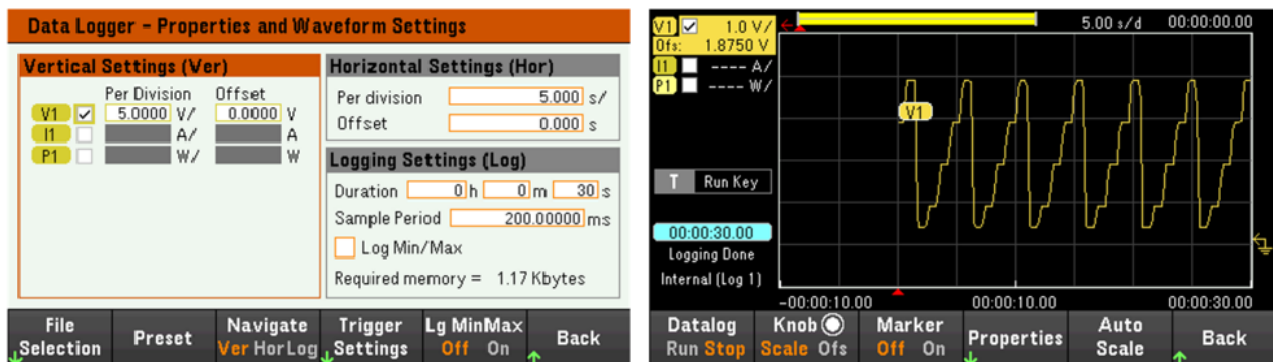 Data Logger – Properties and Waveform Settings
Vertical Settings (Ver)
Per Division Offset
V1 5.0000 V/ 0.0000 V
I1 A/ A
P1 W/ W
Horizontal Settings (Hor)
Per division 5.000 s/
Offset 0.000 s
Logging Settings (Log)
Duration 0 h 0 m 30 s
Sample Period 200.00000 ms
Log Min/Max
Required memory = 1.17 Kbytes
File Selection
Preset
Navigate
Ver Hor Log
Trigger Settings
Lg MinMax
Off On
Back
V1 1.0 V/
Ofs: 1.8750 V
I1 ---- A/
P1 ---- W/
5.00 s/d 00:00:00.00
V1
T Run Key
00:00:30.00
Logging Done
Internal (Log 1)
-00:00:10.00 00:00:10.00 00:00:30.00
Datalog
Run Stop
Knob
Scale Ofs
Marker
Off On
Properties
Auto Scale
Back